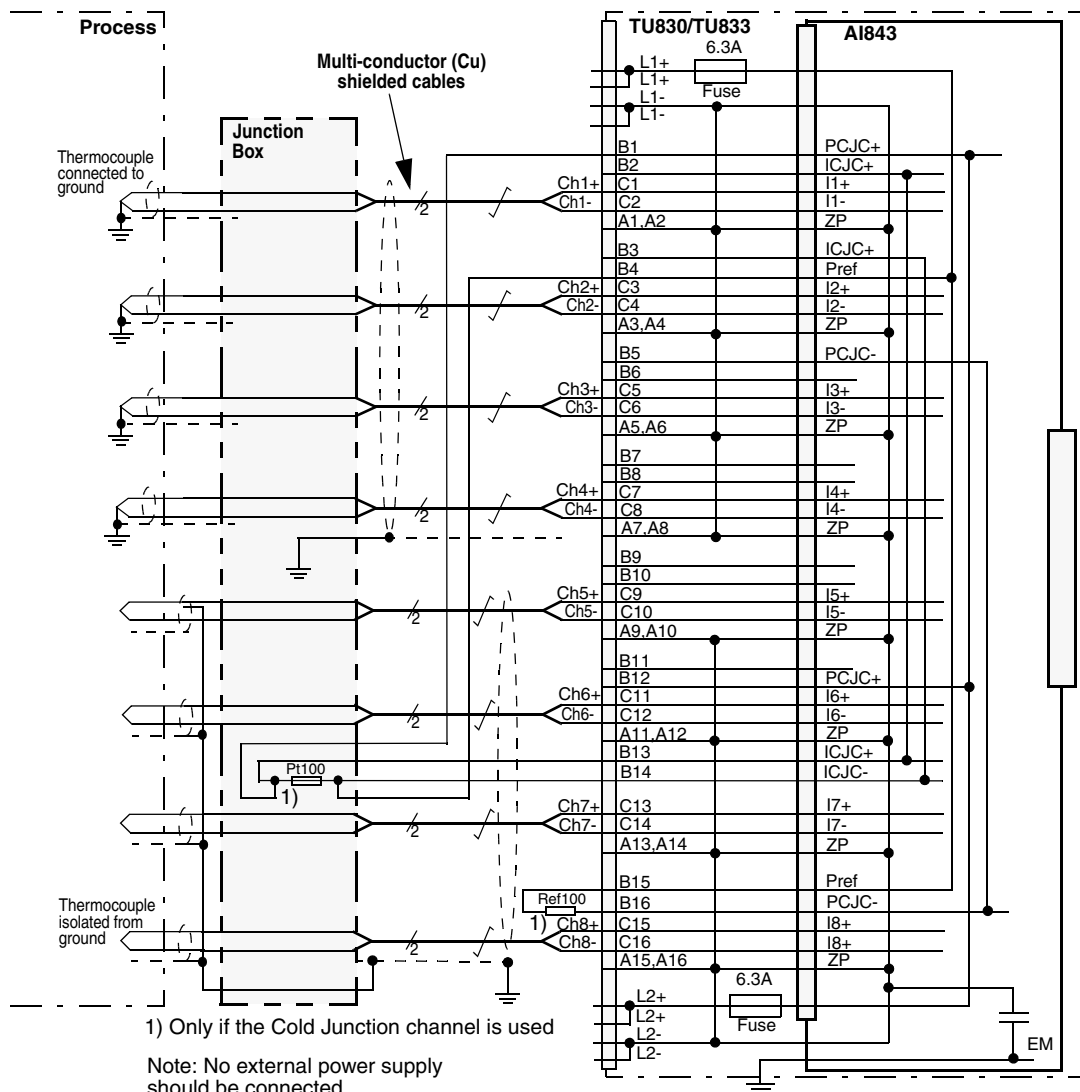 Process
TU830/TU833
AI843
6.3A
Fuse
L1+
L1+
L1-
L1-
Multi-conductor (Cu)
shielded cables
Junction
Box
Thermocouple
connected to
ground
B1 PCJC+
B2 ICJC+
Ch1+ C1 I1+
Ch1- C2 I1-
2
A1,A2 ZP
B3 ICJC+
B4 Pref
Ch2+ C3 I2+
Ch2- C4 I2-
2
A3,A4 ZP
B5 PCJC-
B6
Ch3+ C5 I3+
Ch3- C6 I3-
2
A5,A6 ZP
B7
B8
Ch4+ C7 I4+
Ch4- C8 I4-
2
A7,A8 ZP
B9
B10
Ch5+ C9 I5+
Ch5- C10 I5-
2
A9,A10 ZP
B11
B12 PCJC+
Ch6+ C11 I6+
Ch6- C12 I6-
2
A11,A12 ZP
B13 ICJC+
Pt100 B14 ICJC-
1)
Ch7+ C13 I7+
Ch7- C14 I7-
2
A13,A14 ZP
B15 Pref
Ref100 B16 PCJC-
1)
Thermocouple
isolated from
ground
Ch8+ C15 I8+
Ch8- C16 I8+
2
A15,A16 ZP
6.3A
Fuse
L2+
L2+
L2-
L2-
EM
1) Only if the Cold Junction channel is used
Note: No external power supply
should be connected